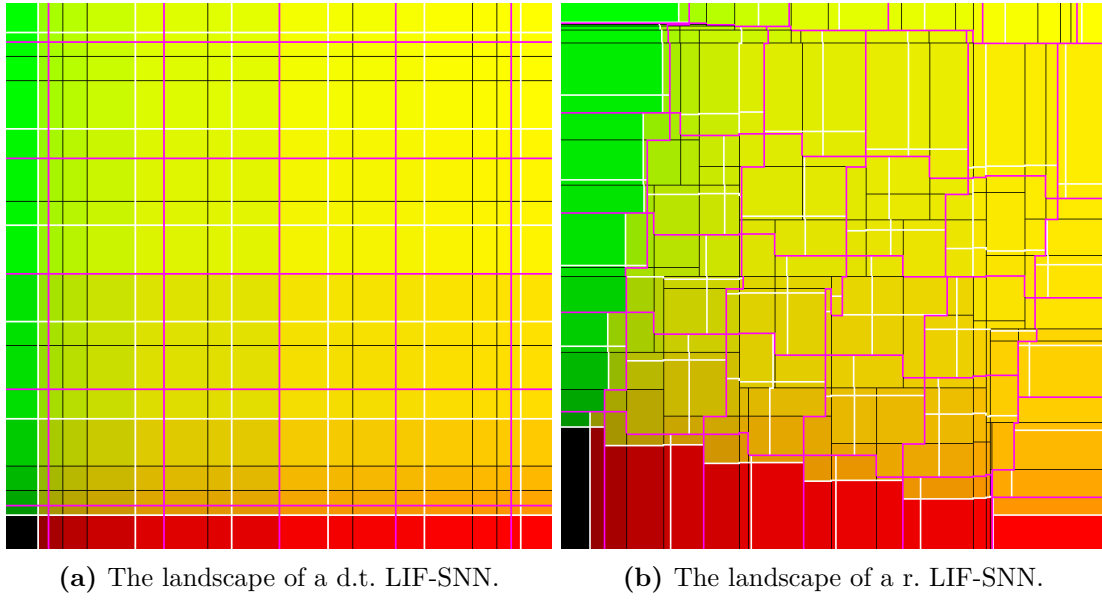 (a) The landscape of a d.t. LIF-SNN.
(b) The landscape of a r. LIF-SNN.